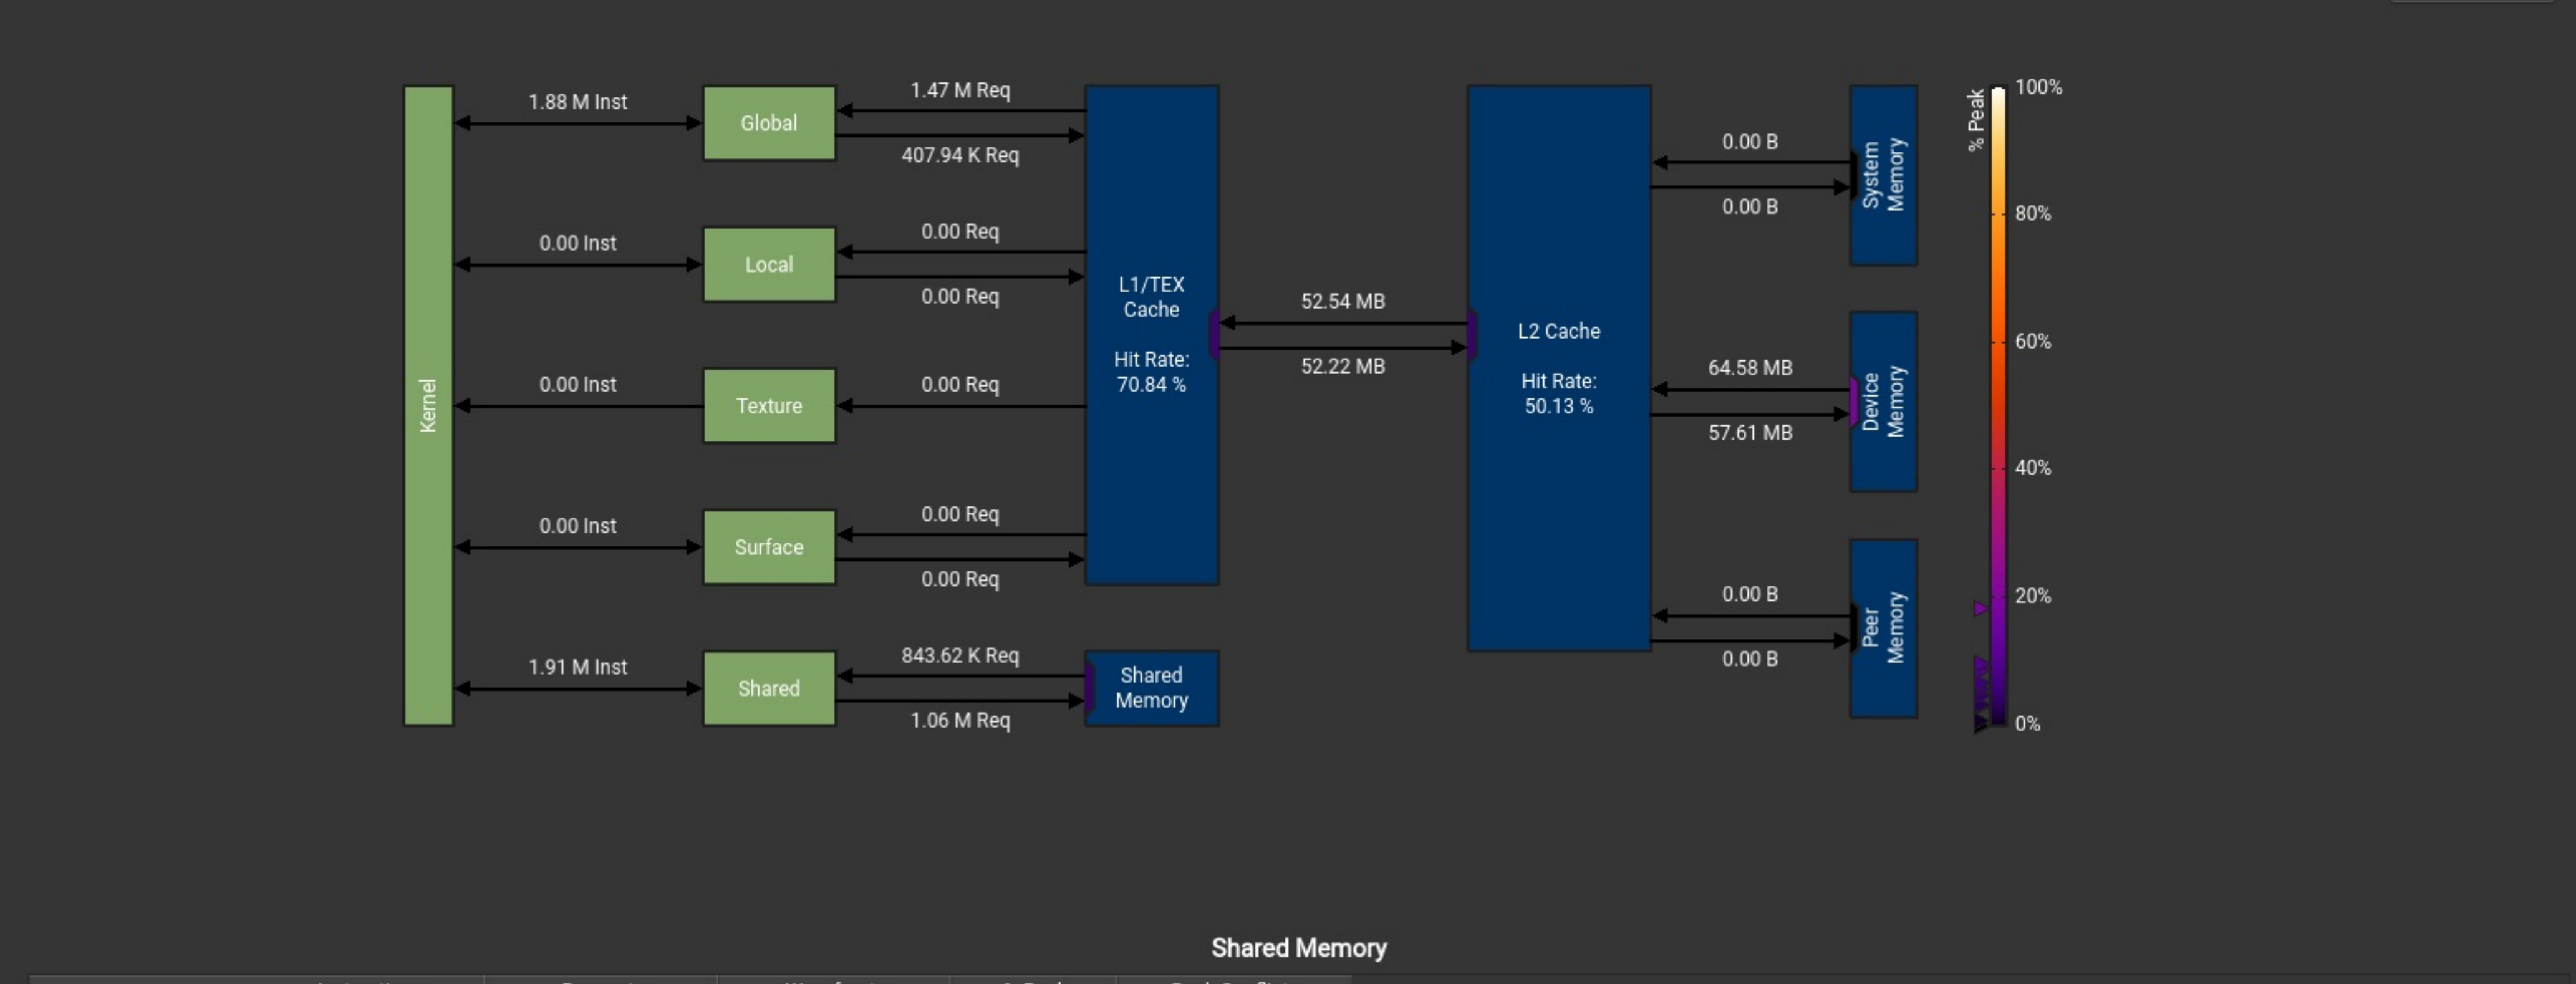 Kernel
1.88 M Inst
0.00 Inst
0.00 Inst
0.00 Inst
1.91 M Inst
Global
Local
Texture
Surface
Shared
1.47 M Req
407.94 K Req
0.00 Req
0.00 Req
0.00 Req
0.00 Req
0.00 Req
843.62 K Req
1.06 M Req
L1/TEX
Cache
Hit Rate:
70.84 %
Shared
Memory
52.54 MB
52.22 MB
L2 Cache
Hit Rate:
50.13 %
0.00 B
0.00 B
64.58 MB
57.61 MB
0.00 B
0.00 B
System
Memory
Device
Memory
Peer
Memory
% Peak
100%
80%
60%
40%
20%
0%
Shared Memory